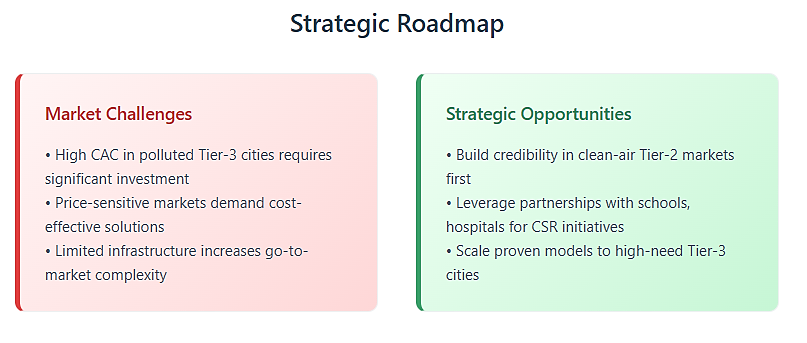 Strategic Roadmap
Market Challenges
• High CAC in polluted Tier-3 cities requires
significant investment
• Price-sensitive markets demand cost-
effective solutions
• Limited infrastructure increases go-to-
market complexity
Strategic Opportunities
• Build credibility in clean-air Tier-2 markets
first
• Leverage partnerships with schools,
hospitals for CSR initiatives
• Scale proven models to high-need Tier-3
cities